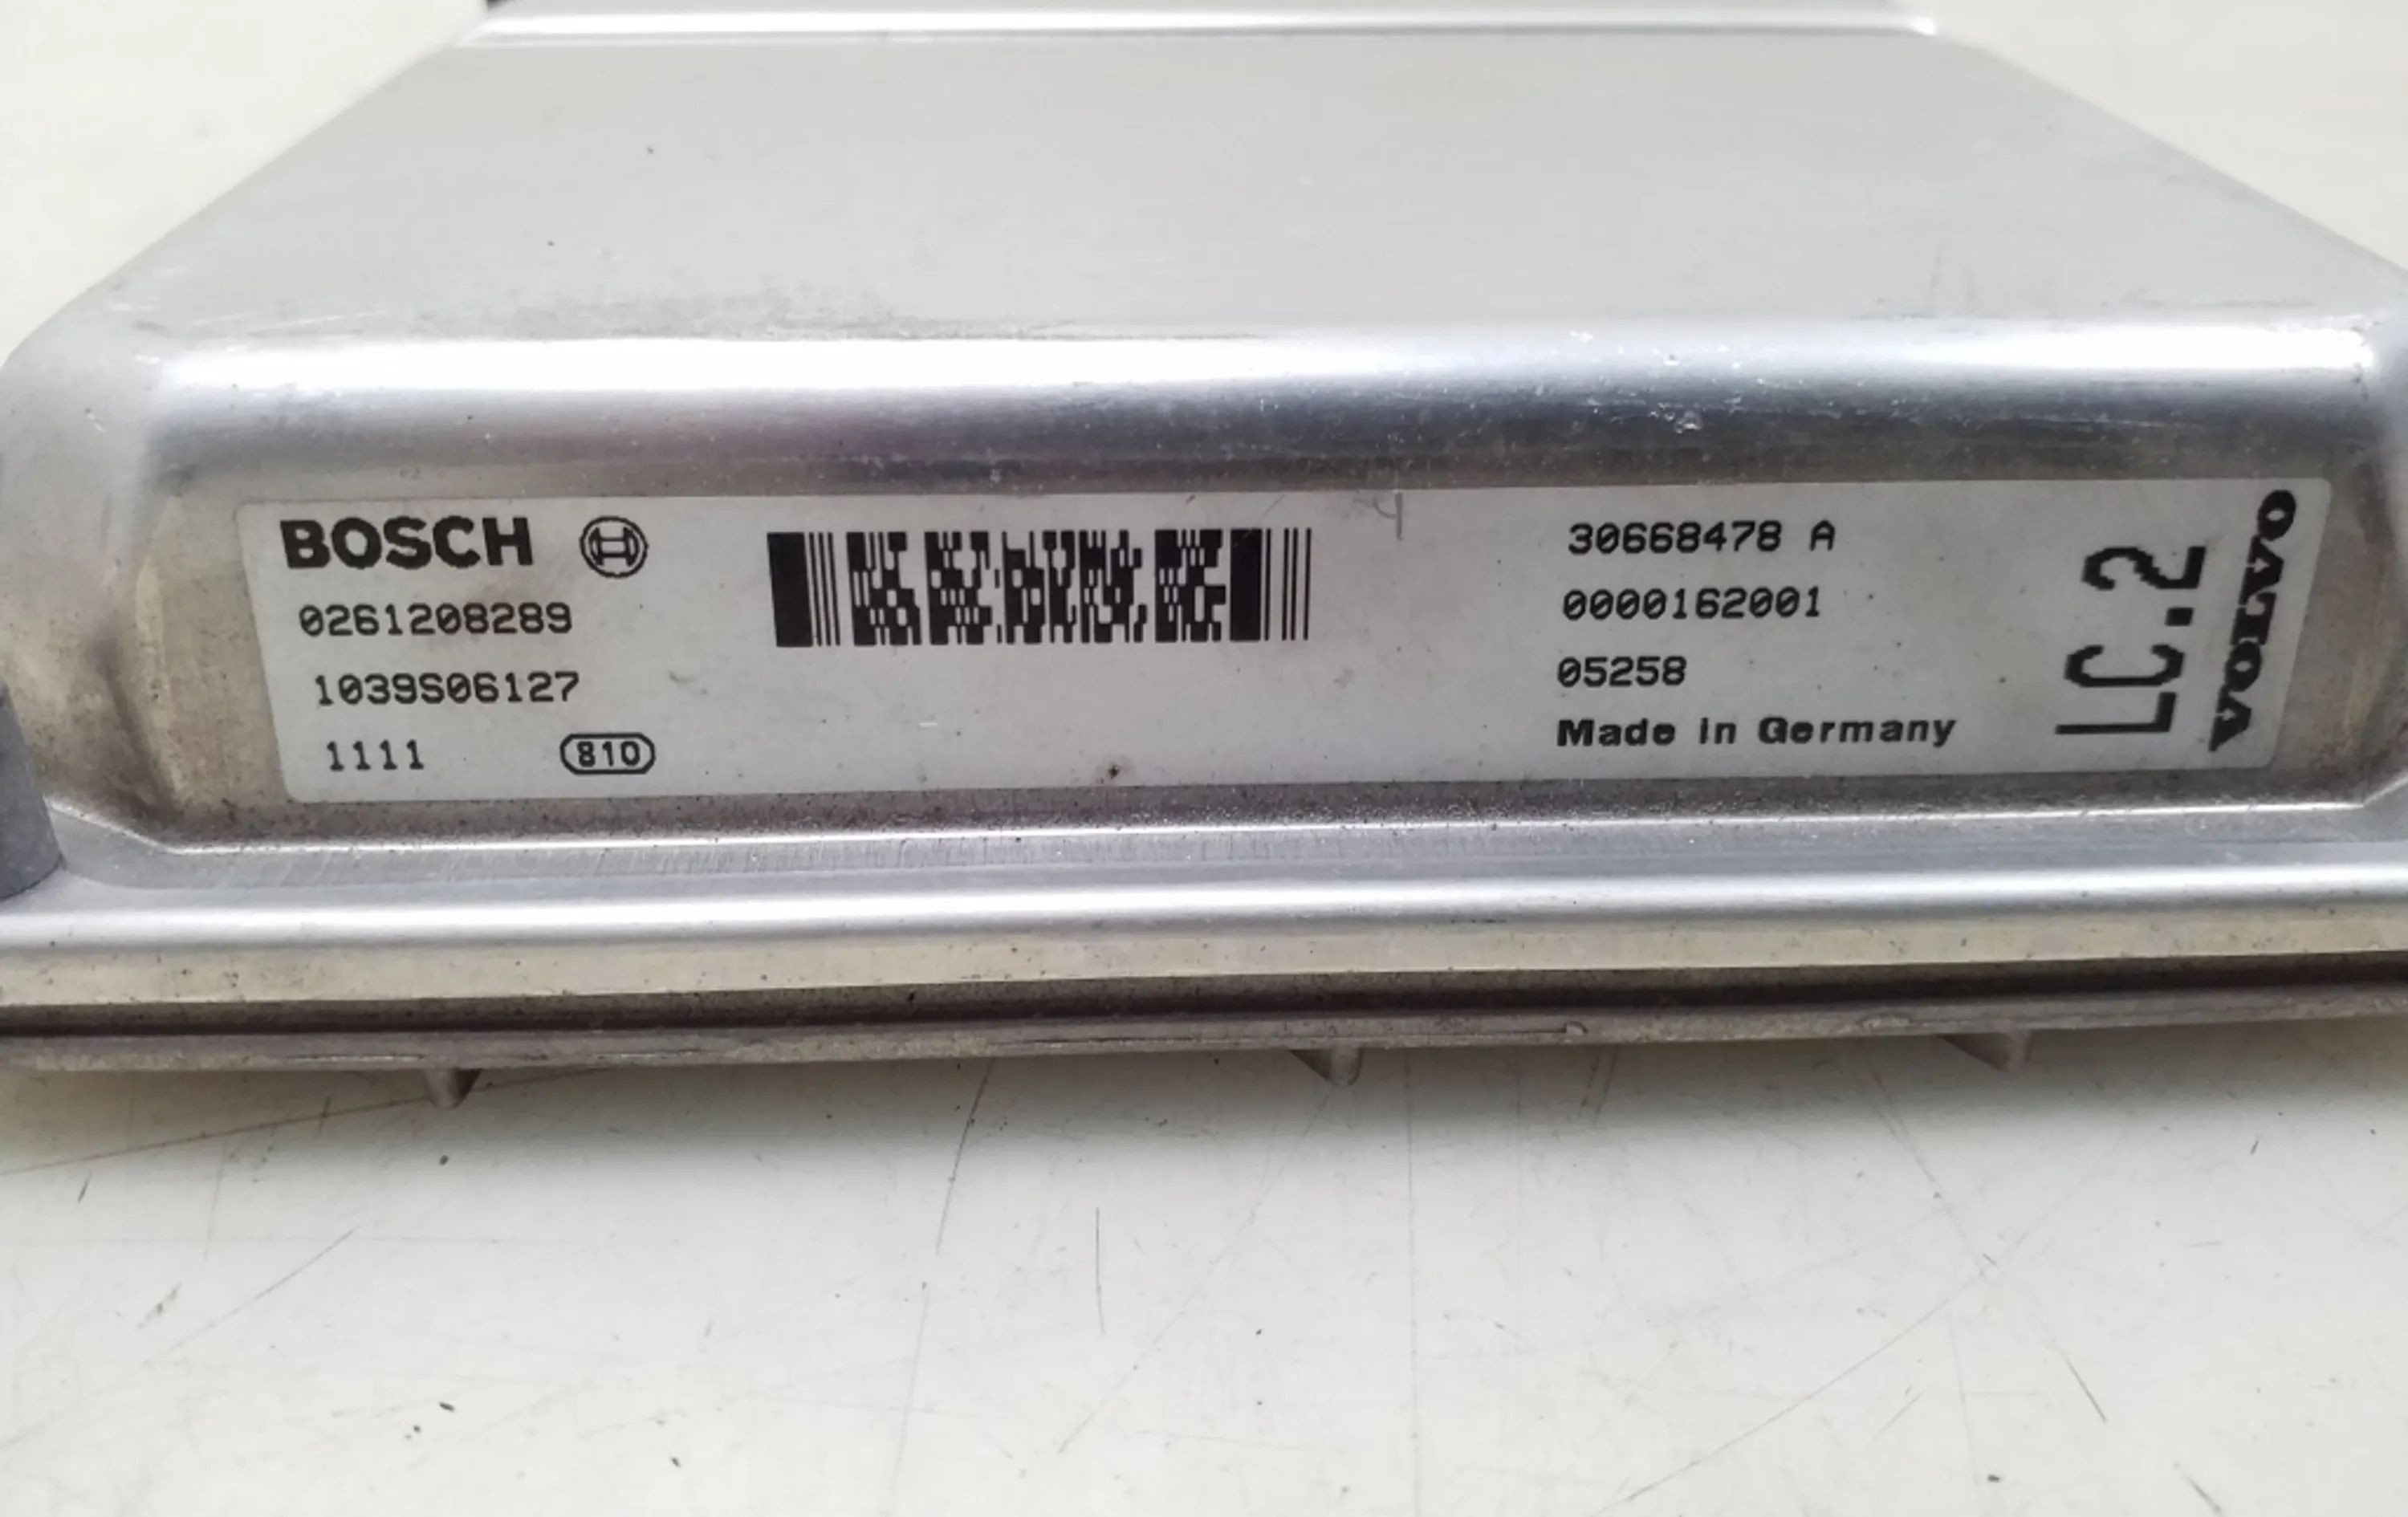 BOSCH
0261208289
1039S06127
1111 810
30668478 A
0000162001
05258
Made in Germany
LC.2
VOLVO